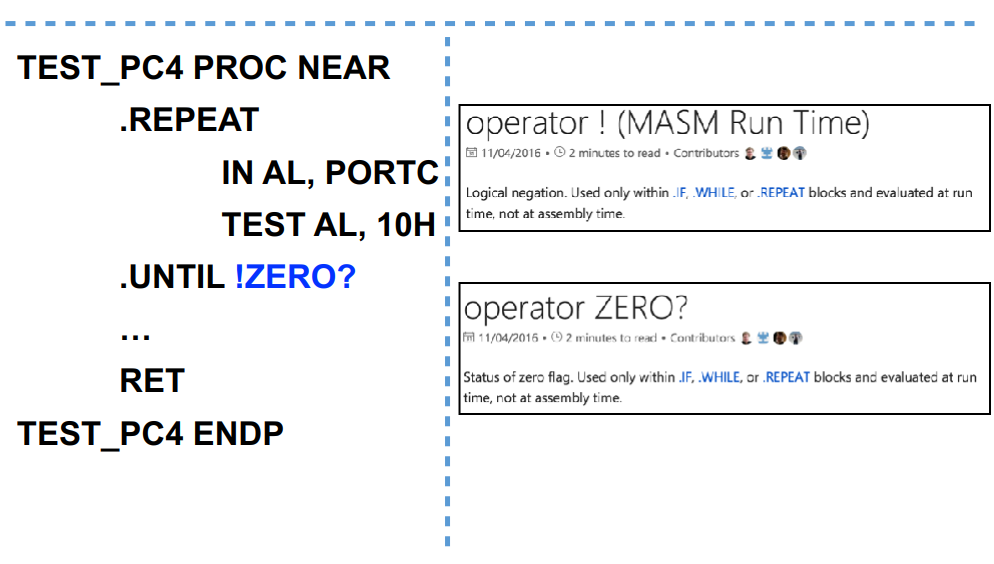 TEST_PC4 PROC NEAR
.REPEAT
IN AL, PORTC
TEST AL, 10H
.UNTIL !ZERO?
...
RET
TEST_PC4 ENDP
operator ! (MASM Run Time)
11/04/2016 • 2 minutes to read • Contributors
Logical negation. Used only within .IF, .WHILE, or .REPEAT blocks and evaluated at run
time, not at assembly time.
operator ZERO?
11/04/2016 • 2 minutes to read • Contributors
Status of zero flag. Used only within .IF, .WHILE, or .REPEAT blocks and evaluated at run
time, not at assembly time.